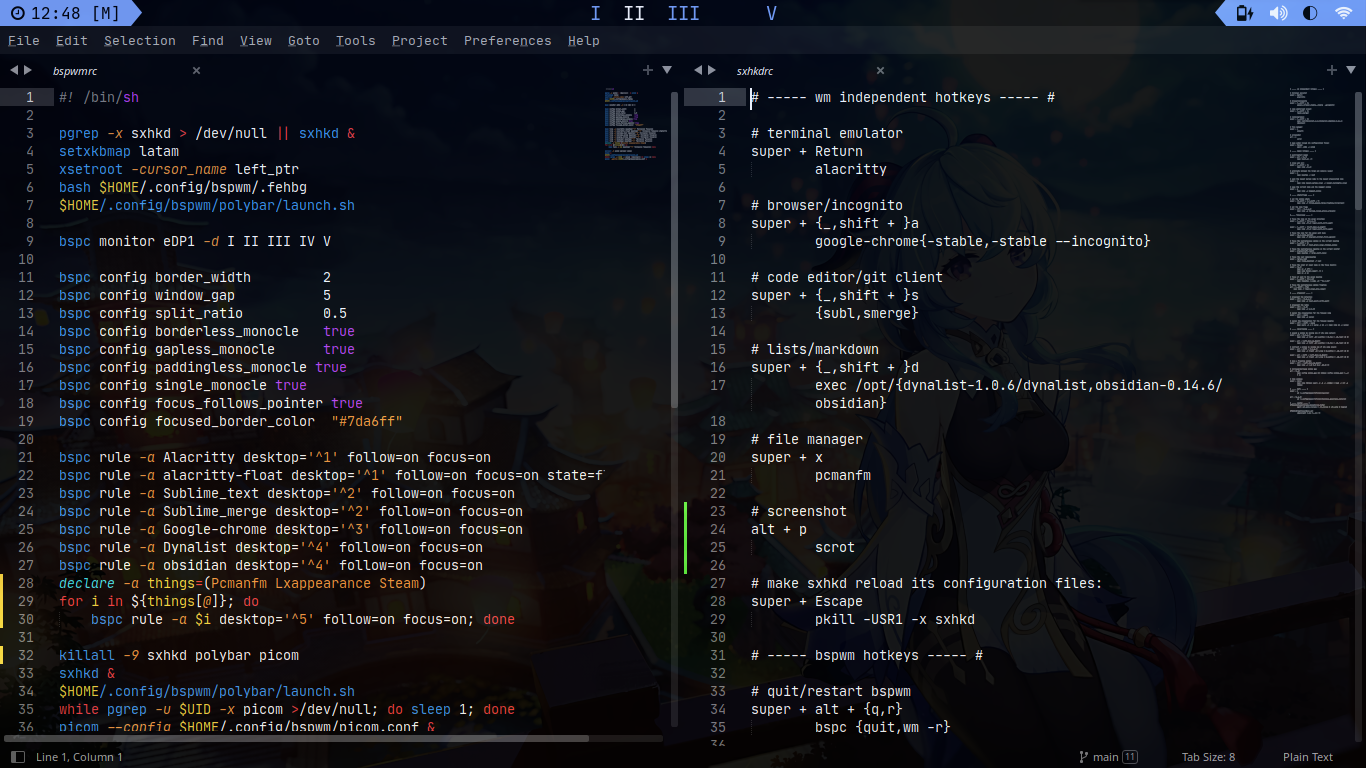 12:48 [M]
I II III V
File Edit Selection Find View Goto Tools Project Preferences Help
bspwmrc
1 #! /bin/sh
2
3 pgrep -x sxhkd > /dev/null || sxhkd &
4 setxkbmap latam
5 xsetroot -cursor_name left_ptr
6 bash $HOME/.config/bspwm/.fehbg
7 $HOME/.config/bspwm/polybar/launch.sh
8
9 bspc monitor eDP1 -d I II III IV V
10
11 bspc config border_width 2
12 bspc config window_gap 5
13 bspc config split_ratio 0.5
14 bspc config borderless_monocle true
15 bspc config gapless_monocle true
16 bspc config paddingless_monocle true
17 bspc config single_monocle true
18 bspc config focus_follows_pointer true
19 bspc config focused_border_color "#7da6ff"
20
21 bspc rule -a Alacritty desktop='^1' follow=on focus=on
22 bspc rule -a alacritty-float desktop='^1' follow=on focus=on state=f
23 bspc rule -a Sublime_text desktop='^2' follow=on focus=on
24 bspc rule -a Sublime_merge desktop='^2' follow=on focus=on
25 bspc rule -a Google-chrome desktop='^3' follow=on focus=on
26 bspc rule -a Dynalist desktop='^4' follow=on focus=on
27 bspc rule -a obsidian desktop='^4' follow=on focus=on
28 declare -a things=(Pcmanfm Lxappearance Steam)
29 for i in ${things[@]}; do
30 bspc rule -a $i desktop='^5' follow=on focus=on; done
31
32 killall -9 sxhkd polybar picom
33 sxhkd &
34 $HOME/.config/bspwm/polybar/launch.sh
35 while pgrep -u $UID -x picom >/dev/null; do sleep 1; done
36 picom --config $HOME/.config/bspwm/picom.conf &
sxhkdrc
1 # ----- wm independent hotkeys ----- #
2
3 # terminal emulator
4 super + Return
5 alacritty
6
7 # browser/incognito
8 super + {_,shift + }a
9 google-chrome{-stable,-stable --incognito}
10
11 # code editor/git client
12 super + {_,shift + }s
13 {subl,smerge}
14
15 # lists/markdown
16 super + {_,shift + }d
17 exec /opt/{dynalist-1.0.6/dynalist,obsidian-0.14.6/
obsidian}
18
19 # file manager
20 super + x
21 pcmanfm
22
23 # screenshot
24 alt + p
25 scrot
26
27 # make sxhkd reload its configuration files:
28 super + Escape
29 pkill -USR1 -x sxhkd
30
31 # ----- bspwm hotkeys ----- #
32
33 # quit/restart bspwm
34 super + alt + {q,r}
35 bspc {quit,wm -r}
36
Line 1, Column 1
main 11
Tab Size: 8
Plain Text